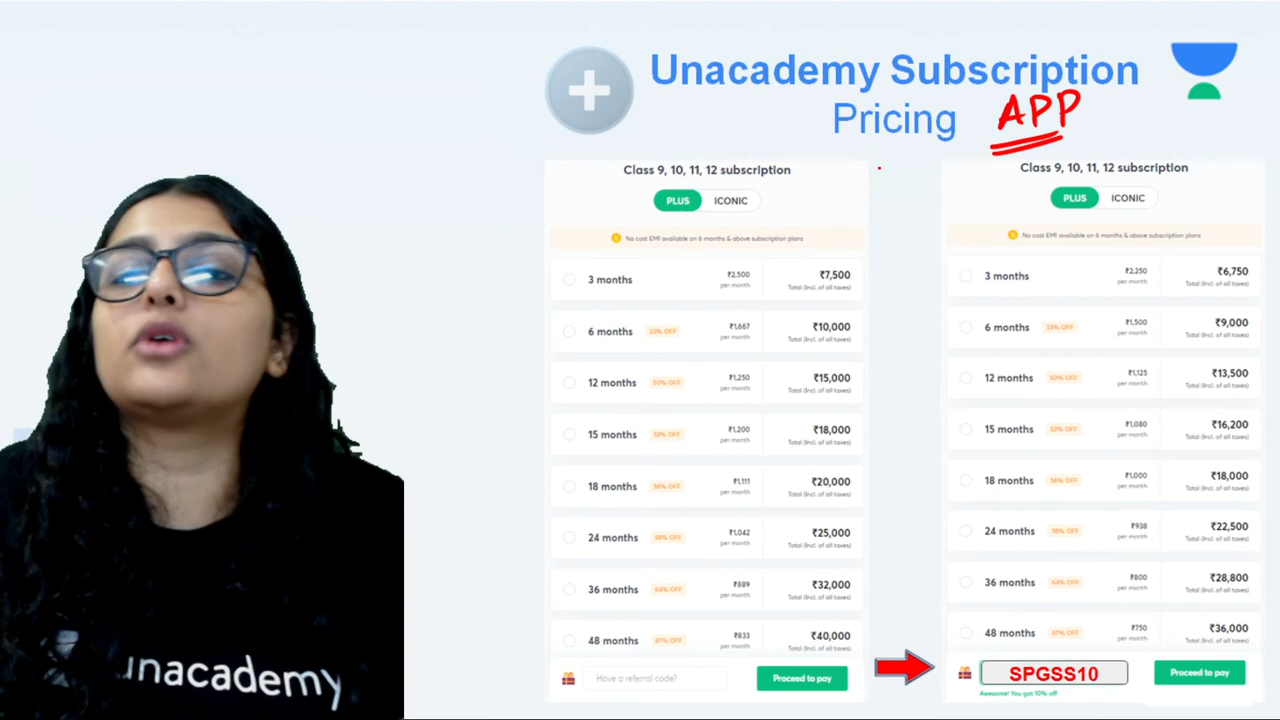 Unacademy Subscription
Pricing APP
Class 9, 10, 11, 12 subscription
PLUS ICONIC
No cost EMI available on 6 months & above subscription plans
3 months ₹2,500 per month ₹7,500 Total (Incl. of all taxes)
6 months 33% OFF ₹1,667 per month ₹10,000 Total (Incl. of all taxes)
12 months 50% OFF ₹1,250 per month ₹15,000 Total (Incl. of all taxes)
15 months 52% OFF ₹1,200 per month ₹18,000 Total (Incl. of all taxes)
18 months 56% OFF ₹1,111 per month ₹20,000 Total (Incl. of all taxes)
24 months 58% OFF ₹1,042 per month ₹25,000 Total (Incl. of all taxes)
36 months 64% OFF ₹889 per month ₹32,000 Total (Incl. of all taxes)
48 months 67% OFF ₹833 per month ₹40,000 Total (Incl. of all taxes)
Have a referral code? Proceed to pay
Class 9, 10, 11, 12 subscription
PLUS ICONIC
No cost EMI available on 6 months & above subscription plans
3 months ₹2,250 per month ₹6,750 Total (Incl. of all taxes)
6 months 33% OFF ₹1,500 per month ₹9,000 Total (Incl. of all taxes)
12 months 50% OFF ₹1,125 per month ₹13,500 Total (Incl. of all taxes)
15 months 52% OFF ₹1,080 per month ₹16,200 Total (Incl. of all taxes)
18 months 56% OFF ₹1,000 per month ₹18,000 Total (Incl. of all taxes)
24 months 58% OFF ₹938 per month ₹22,500 Total (Incl. of all taxes)
36 months 64% OFF ₹800 per month ₹28,800 Total (Incl. of all taxes)
48 months 67% OFF ₹750 per month ₹36,000 Total (Incl. of all taxes)
SPGSS10 Proceed to pay
Awesome! You got 10% off
unacademy